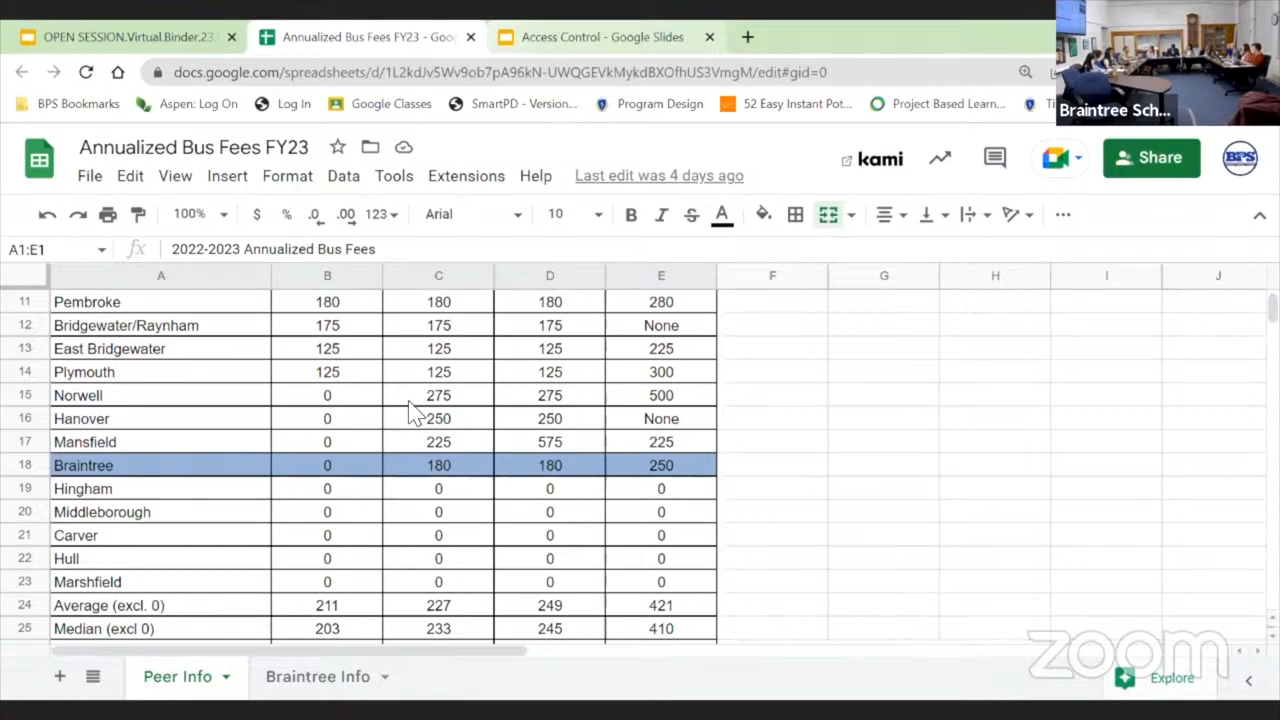 OPEN SESSION.Virtual.Binder.23
Annualized Bus Fees FY23 - Goo
Access Control - Google Slides
docs.google.com/spreadsheets/d/1L2kdJv5Wv9ob7pA96kN-UWQGEVkMykdBXOfhUS3VmgM/edit#gid=0
BPS Bookmarks Aspen: Log On Log In Google Classes SmartPD - Version... Program Design 52 Easy Instant Pot... Project Based Learn...
Braintree Sch...
Annualized Bus Fees FY23
kami
Share
BPS
File Edit View Insert Format Data Tools Extensions Help Last edit was 4 days ago
100% $ % .0 .00 123 Arial 10 B I S A
A1:E1 fx 2022-2023 Annualized Bus Fees
A B C D E F G H I J
11 Pembroke 180 180 180 280
12 Bridgewater/Raynham 175 175 175 None
13 East Bridgewater 125 125 125 225
14 Plymouth 125 125 125 300
15 Norwell 0 275 275 500
16 Hanover 0 250 250 None
17 Mansfield 0 225 575 225
18 Braintree 0 180 180 250
19 Hingham 0 0 0 0
20 Middleborough 0 0 0 0
21 Carver 0 0 0 0
22 Hull 0 0 0 0
23 Marshfield 0 0 0 0
24 Average (excl. 0) 211 227 249 421
25 Median (excl 0) 203 233 245 410
zoom
Peer Info Braintree Info Explore